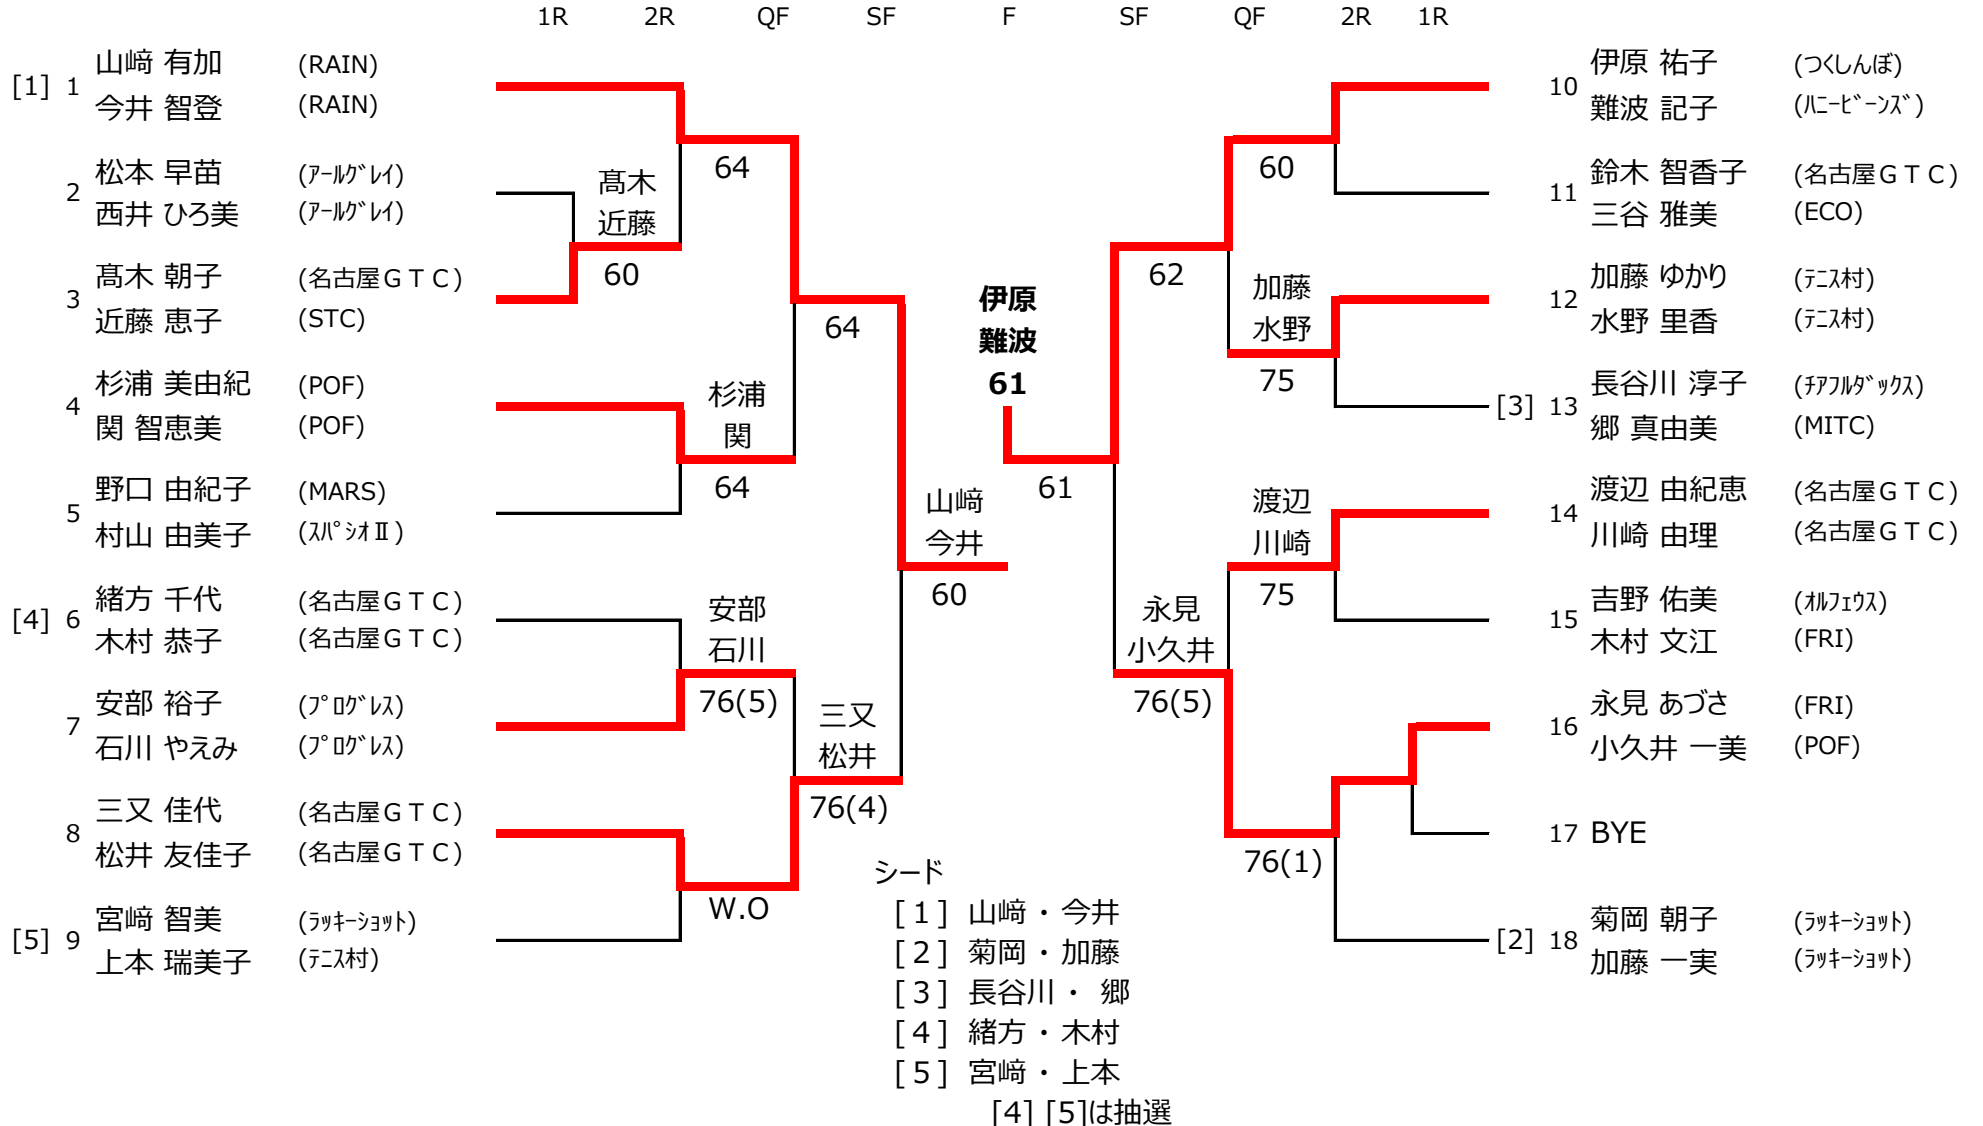 1R 2R QF SF F SF QF 2R 1R
[1] 1 山﨑 有加 (RAIN)
今井 智登 (RAIN)
2 松本 早苗 (ｱｰﾙｸﾞﾚｲ)
西井 ひろ美 (ｱｰﾙｸﾞﾚｲ)
3 髙木 朝子 (名古屋ＧＴＣ)
近藤 恵子 (STC)
4 杉浦 美由紀 (POF)
関 智恵美 (POF)
5 野口 由紀子 (MARS)
村山 由美子 (ｽﾊﾟｼｵⅡ)
[4] 6 緒方 千代 (名古屋ＧＴＣ)
木村 恭子 (名古屋ＧＴＣ)
7 安部 裕子 (ﾌﾟﾛｸﾞﾚｽ)
石川 やえみ (ﾌﾟﾛｸﾞﾚｽ)
8 三又 佳代 (名古屋ＧＴＣ)
松井 友佳子 (名古屋ＧＴＣ)
[5] 9 宮﨑 智美 (ﾗｯｷｰｼｮｯﾄ)
上本 瑞美子 (ﾃﾆｽ村)
髙木
近藤
60
64
杉浦
関
64
安部
石川
76(5)
W.O
64
三又
松井
76(4)
山﨑
今井
60
伊原
難波
61
61
62
永見
小久井
76(5)
60
加藤
水野
75
渡辺
川崎
75
76(1)
10 伊原 祐子 (つくしんぼ)
難波 記子 (ﾊﾆｰﾋﾞｰﾝｽﾞ)
11 鈴木 智香子 (名古屋ＧＴＣ)
三谷 雅美 (ECO)
12 加藤 ゆかり (ﾃﾆｽ村)
水野 里香 (ﾃﾆｽ村)
[3] 13 長谷川 淳子 (ﾁｱﾌﾙﾀﾞｯｸｽ)
郷 真由美 (MITC)
14 渡辺 由紀恵 (名古屋ＧＴＣ)
川崎 由理 (名古屋ＧＴＣ)
15 吉野 佑美 (ｵﾙﾌｪｳｽ)
木村 文江 (FRI)
16 永見 あづさ (FRI)
小久井 一美 (POF)
17 BYE
[2] 18 菊岡 朝子 (ﾗｯｷｰｼｮｯﾄ)
加藤 一実 (ﾗｯｷｰｼｮｯﾄ)
シード
[１] 山﨑・今井
[２] 菊岡・加藤
[３] 長谷川・ 郷
[４] 緒方・木村
[５] 宮﨑・上本
[4] [5]は抽選